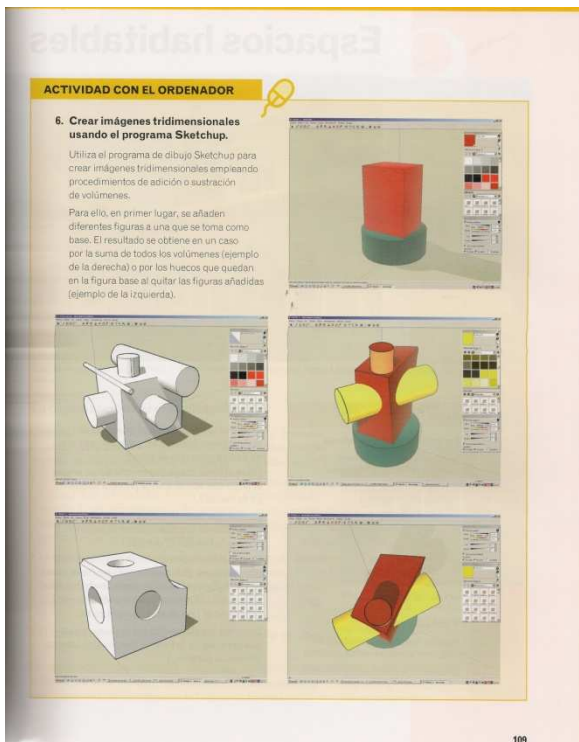 Espacios habitables
ACTIVIDAD CON EL ORDENADOR
6. Crear imágenes tridimensionales
usando el programa Sketchup.
Utiliza el programa de dibujo Sketchup para
crear imágenes tridimensionales empleando
procedimientos de adición o sustración
de volúmenes.
Para ello, en primer lugar, se añaden
diferentes figuras a una que se toma como
base. El resultado se obtiene en un caso
por la suma de todos los volúmenes (ejemplo
de la derecha) o por los huecos que quedan
en la figura base al quitar las figuras añadidas
(ejemplo de la izquierda).
109